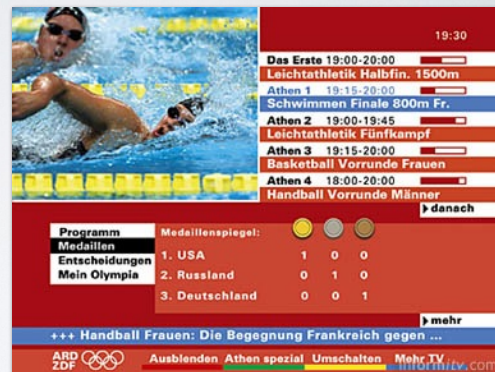 19:30
Das Erste 19:00-20:00
Leichtathletik Halbfin. 1500m
Athen 1 19:15-20:00
Schwimmen Finale 800m Fr.
Athen 2 19:00-19:45
Leichtathletik Fünfkampf
Athen 3 19:15-20:00
Basketball Vorrunde Frauen
Athen 4 18:00-20:00
Handball Vorrunde Männer
danach
Programm
Medaillen
Entscheidungen
Mein Olympia
Medaillenspiegel:
1. USA 1 0 0
2. Russland 0 1 0
3. Deutschland 0 0 1
mehr
+++ Handball Frauen: Die Begegnung Frankreich gegen ...
ARD
ZDF
Ausblenden Athen spezial Umschalten Mehr TV
informitv.com